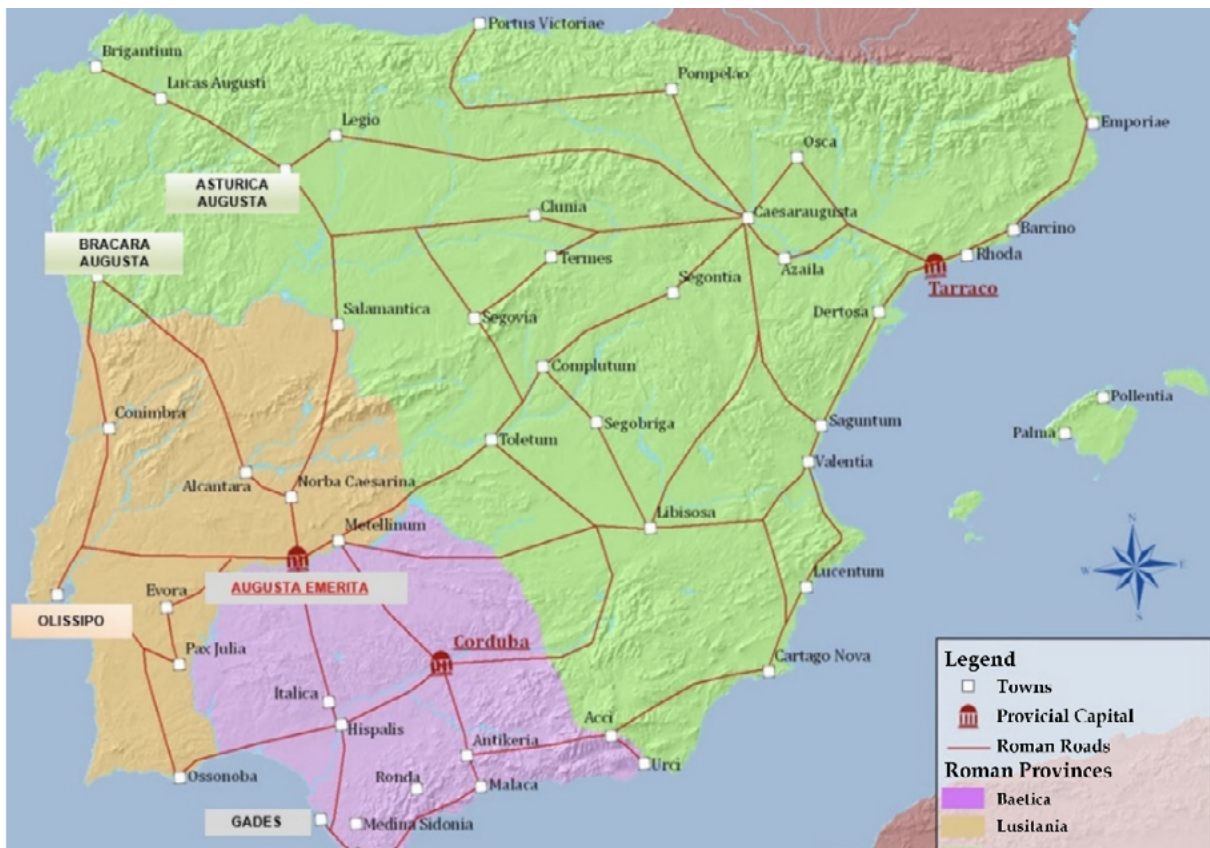 Portus Victoriae
Brigantium
Lucas Augusti
Pompelao
Legio
Emporiae
Osca
ASTURICA
AUGUSTA
Clunia
Caesaraugusta
Barcino
BRACARA
AUGUSTA
Termes
Azaila
Rhoda
Segontia
Tarraco
Salamantica
Segovia
Dertosa
Complutum
Pollentia
Conimbra
Segobriga
Saguntum
Palma
Toletum
Valentia
Alcantara
Norba Caesarina
Metellinum
Libisosa
N
W
E
S
Evora
AUGUSTA EMERITA
Lucentum
OLISSIPO
Corduba
Pax Julia
Cartago Nova
Italica
Hispalis
Acci
Antikeria
Urci
Ossonoba
Ronda
Malaca
GADES
Medina Sidonia
Legend
Towns
Provicial Capital
Roman Roads
Roman Provinces
Baetica
Lusitania